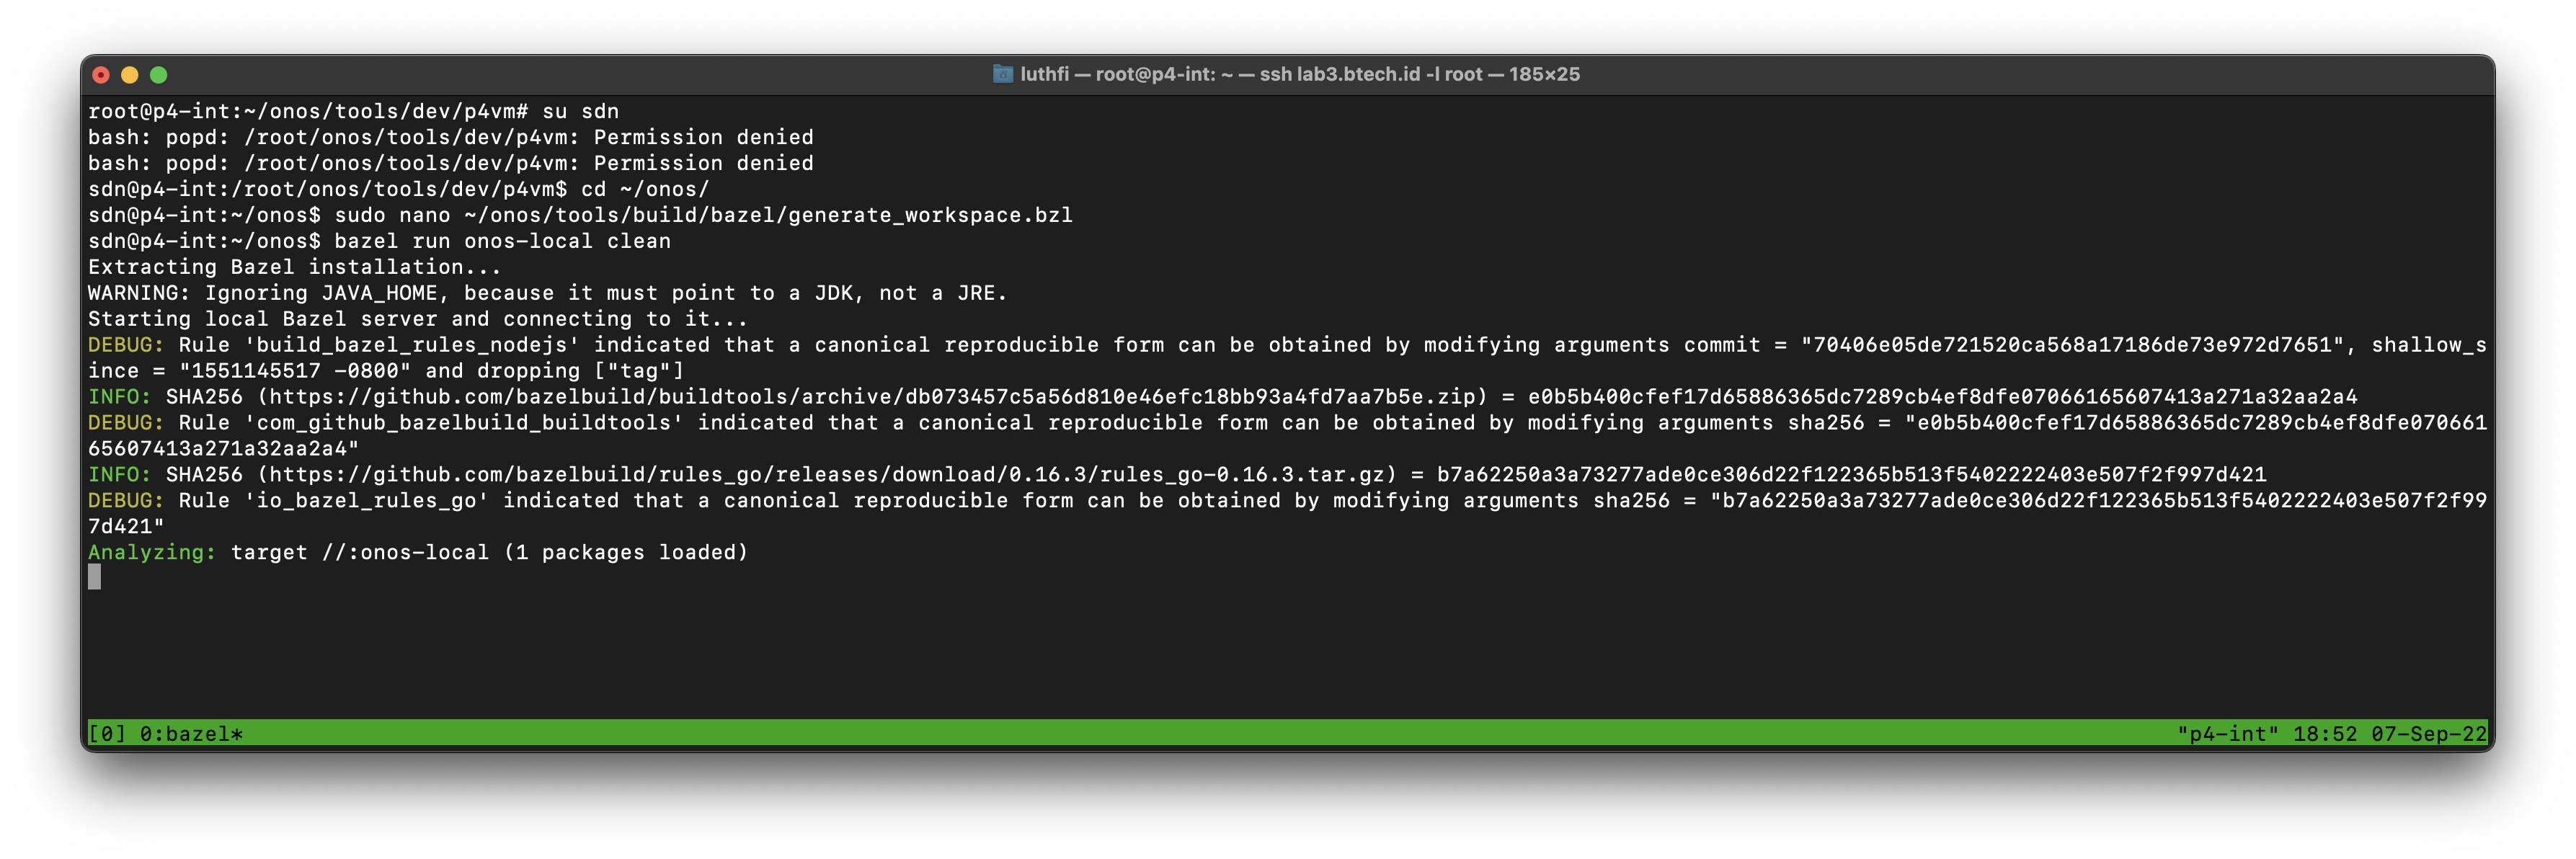 luthfi — root@p4-int: ~ — ssh lab3.btech.id -l root — 185×25
root@p4-int:~/onos/tools/dev/p4vm# su sdn
bash: popd: /root/onos/tools/dev/p4vm: Permission denied
bash: popd: /root/onos/tools/dev/p4vm: Permission denied
sdn@p4-int:/root/onos/tools/dev/p4vm$ cd ~/onos/
sdn@p4-int:~/onos$ sudo nano ~/onos/tools/build/bazel/generate_workspace.bzl
sdn@p4-int:~/onos$ bazel run onos-local clean
Extracting Bazel installation...
WARNING: Ignoring JAVA_HOME, because it must point to a JDK, not a JRE.
Starting local Bazel server and connecting to it...
DEBUG: Rule 'build_bazel_rules_nodejs' indicated that a canonical reproducible form can be obtained by modifying arguments commit = "70406e05de721520ca568a17186de73e972d7651", shallow_s
ince = "1551145517 -0800" and dropping ["tag"]
INFO: SHA256 (https://github.com/bazelbuild/buildtools/archive/db073457c5a56d810e46efc18bb93a4fd7aa7b5e.zip) = e0b5b400cfef17d65886365dc7289cb4ef8dfe07066165607413a271a32aa2a4
DEBUG: Rule 'com_github_bazelbuild_buildtools' indicated that a canonical reproducible form can be obtained by modifying arguments sha256 = "e0b5b400cfef17d65886365dc7289cb4ef8dfe070661
65607413a271a32aa2a4"
INFO: SHA256 (https://github.com/bazelbuild/rules_go/releases/download/0.16.3/rules_go-0.16.3.tar.gz) = b7a62250a3a73277ade0ce306d22f122365b513f5402222403e507f2f997d421
DEBUG: Rule 'io_bazel_rules_go' indicated that a canonical reproducible form can be obtained by modifying arguments sha256 = "b7a62250a3a73277ade0ce306d22f122365b513f5402222403e507f2f99
7d421"
Analyzing: target //:onos-local (1 packages loaded)
[0] 0:bazel* "p4-int" 18:52 07-Sep-22